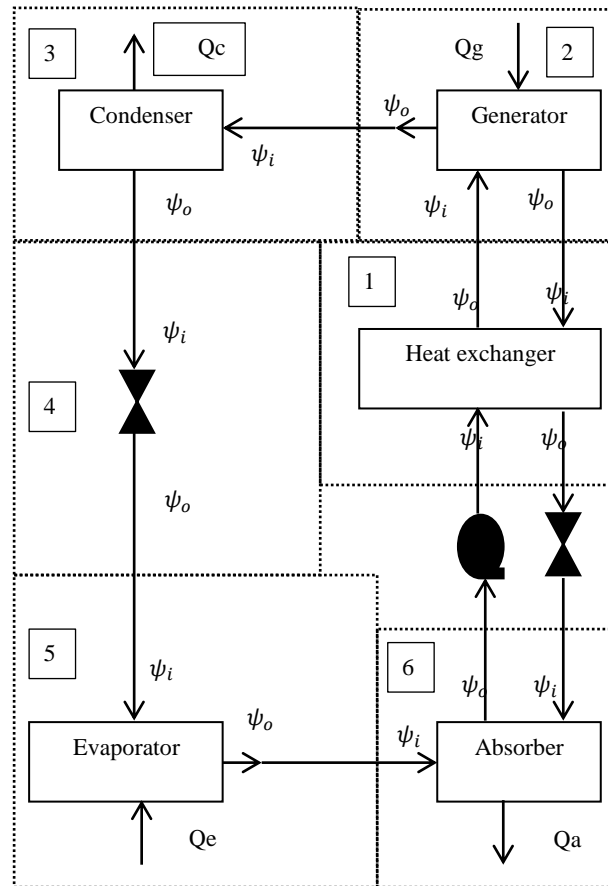 3
Qc
Qg
2
Condenser
ψₒ
Generator
ψᵢ
ψₒ
ψᵢ
ψₒ
1
ψₒ
ψᵢ
ψᵢ
Heat exchanger
4
ψᵢ
ψₒ
ψₒ
5
6
ψᵢ
ψₒ
ψᵢ
ψₒ
ψᵢ
Evaporator
Absorber
Qe
Qa